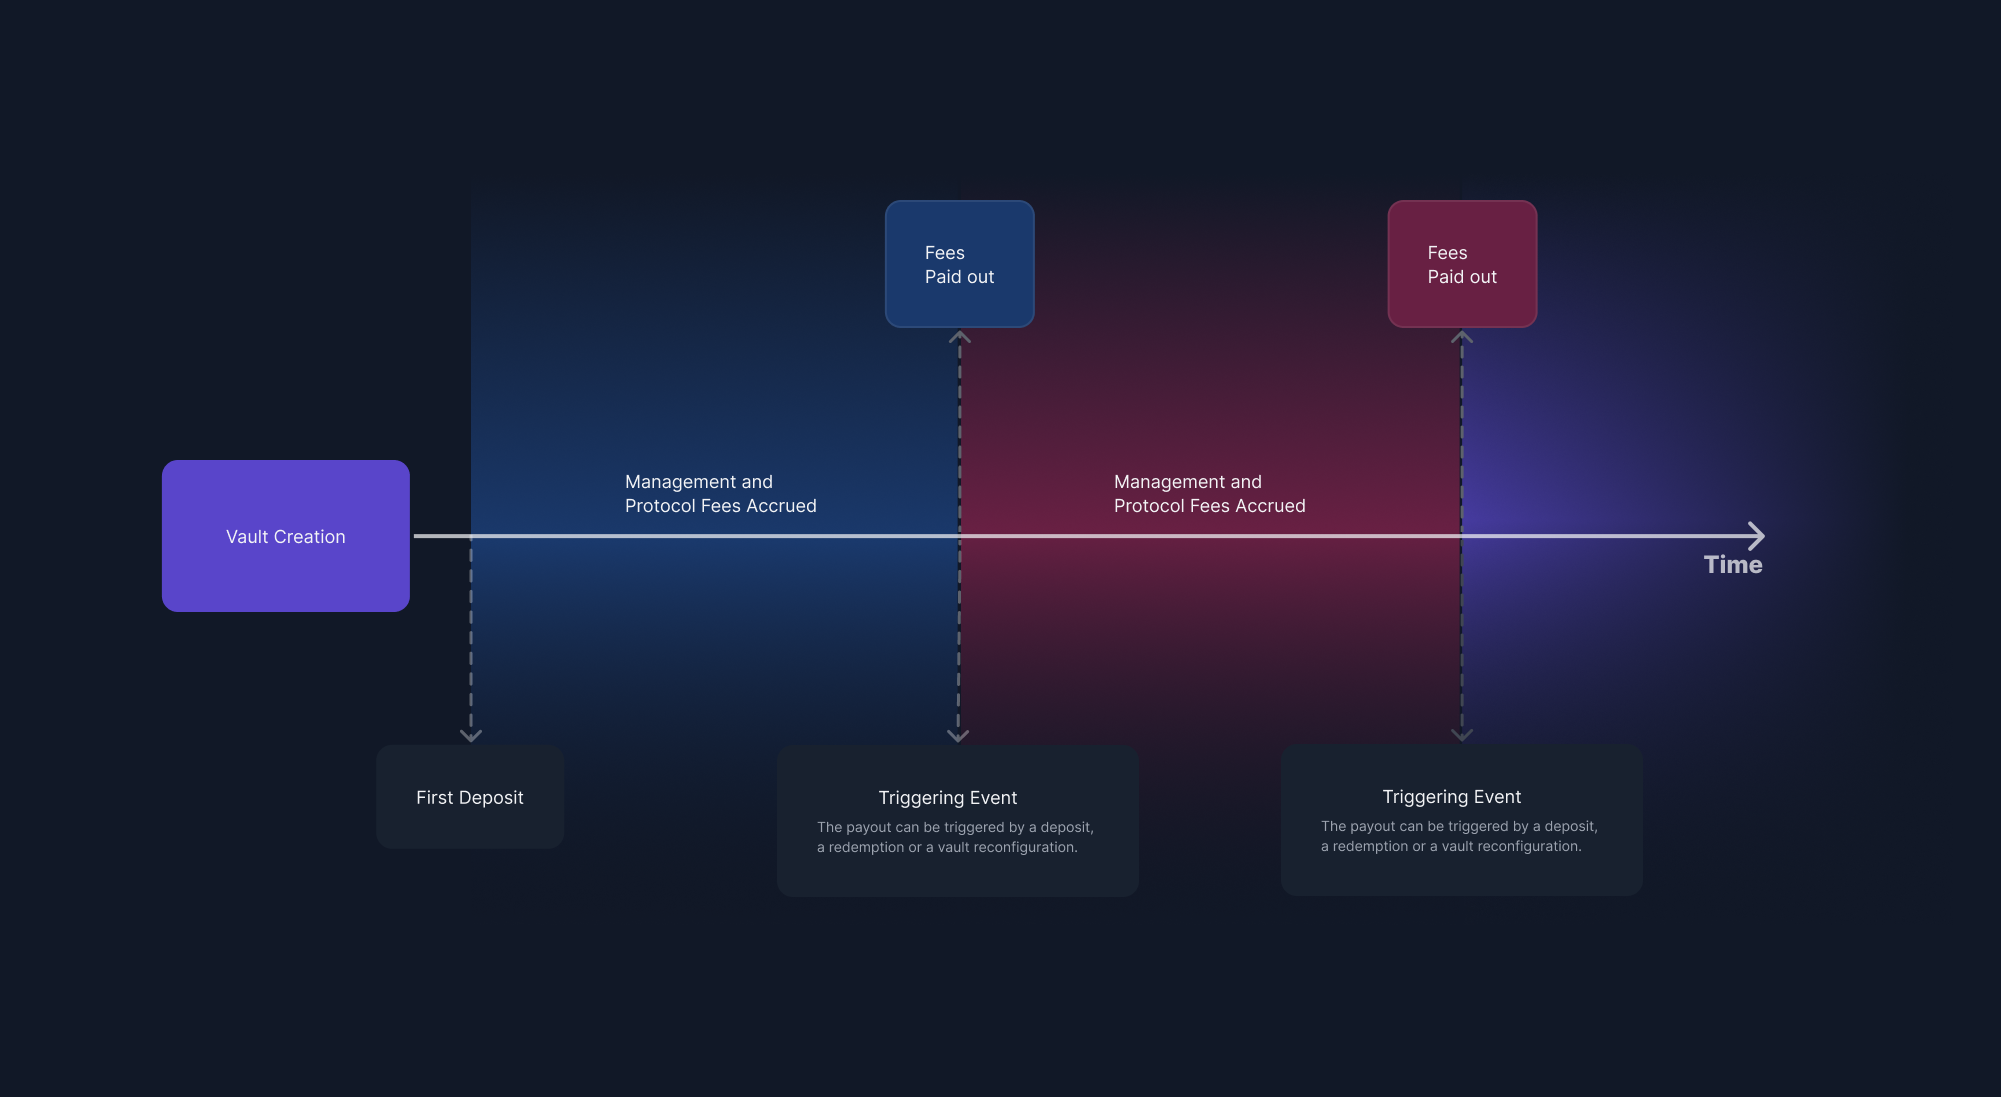 Fees
Paid out
Fees
Paid out
Management and
Protocol Fees Accrued
Management and
Protocol Fees Accrued
Vault Creation
Time
First Deposit
Triggering Event
The payout can be triggered by a deposit,
a redemption or a vault reconfiguration.
Triggering Event
The payout can be triggered by a deposit,
a redemption or a vault reconfiguration.